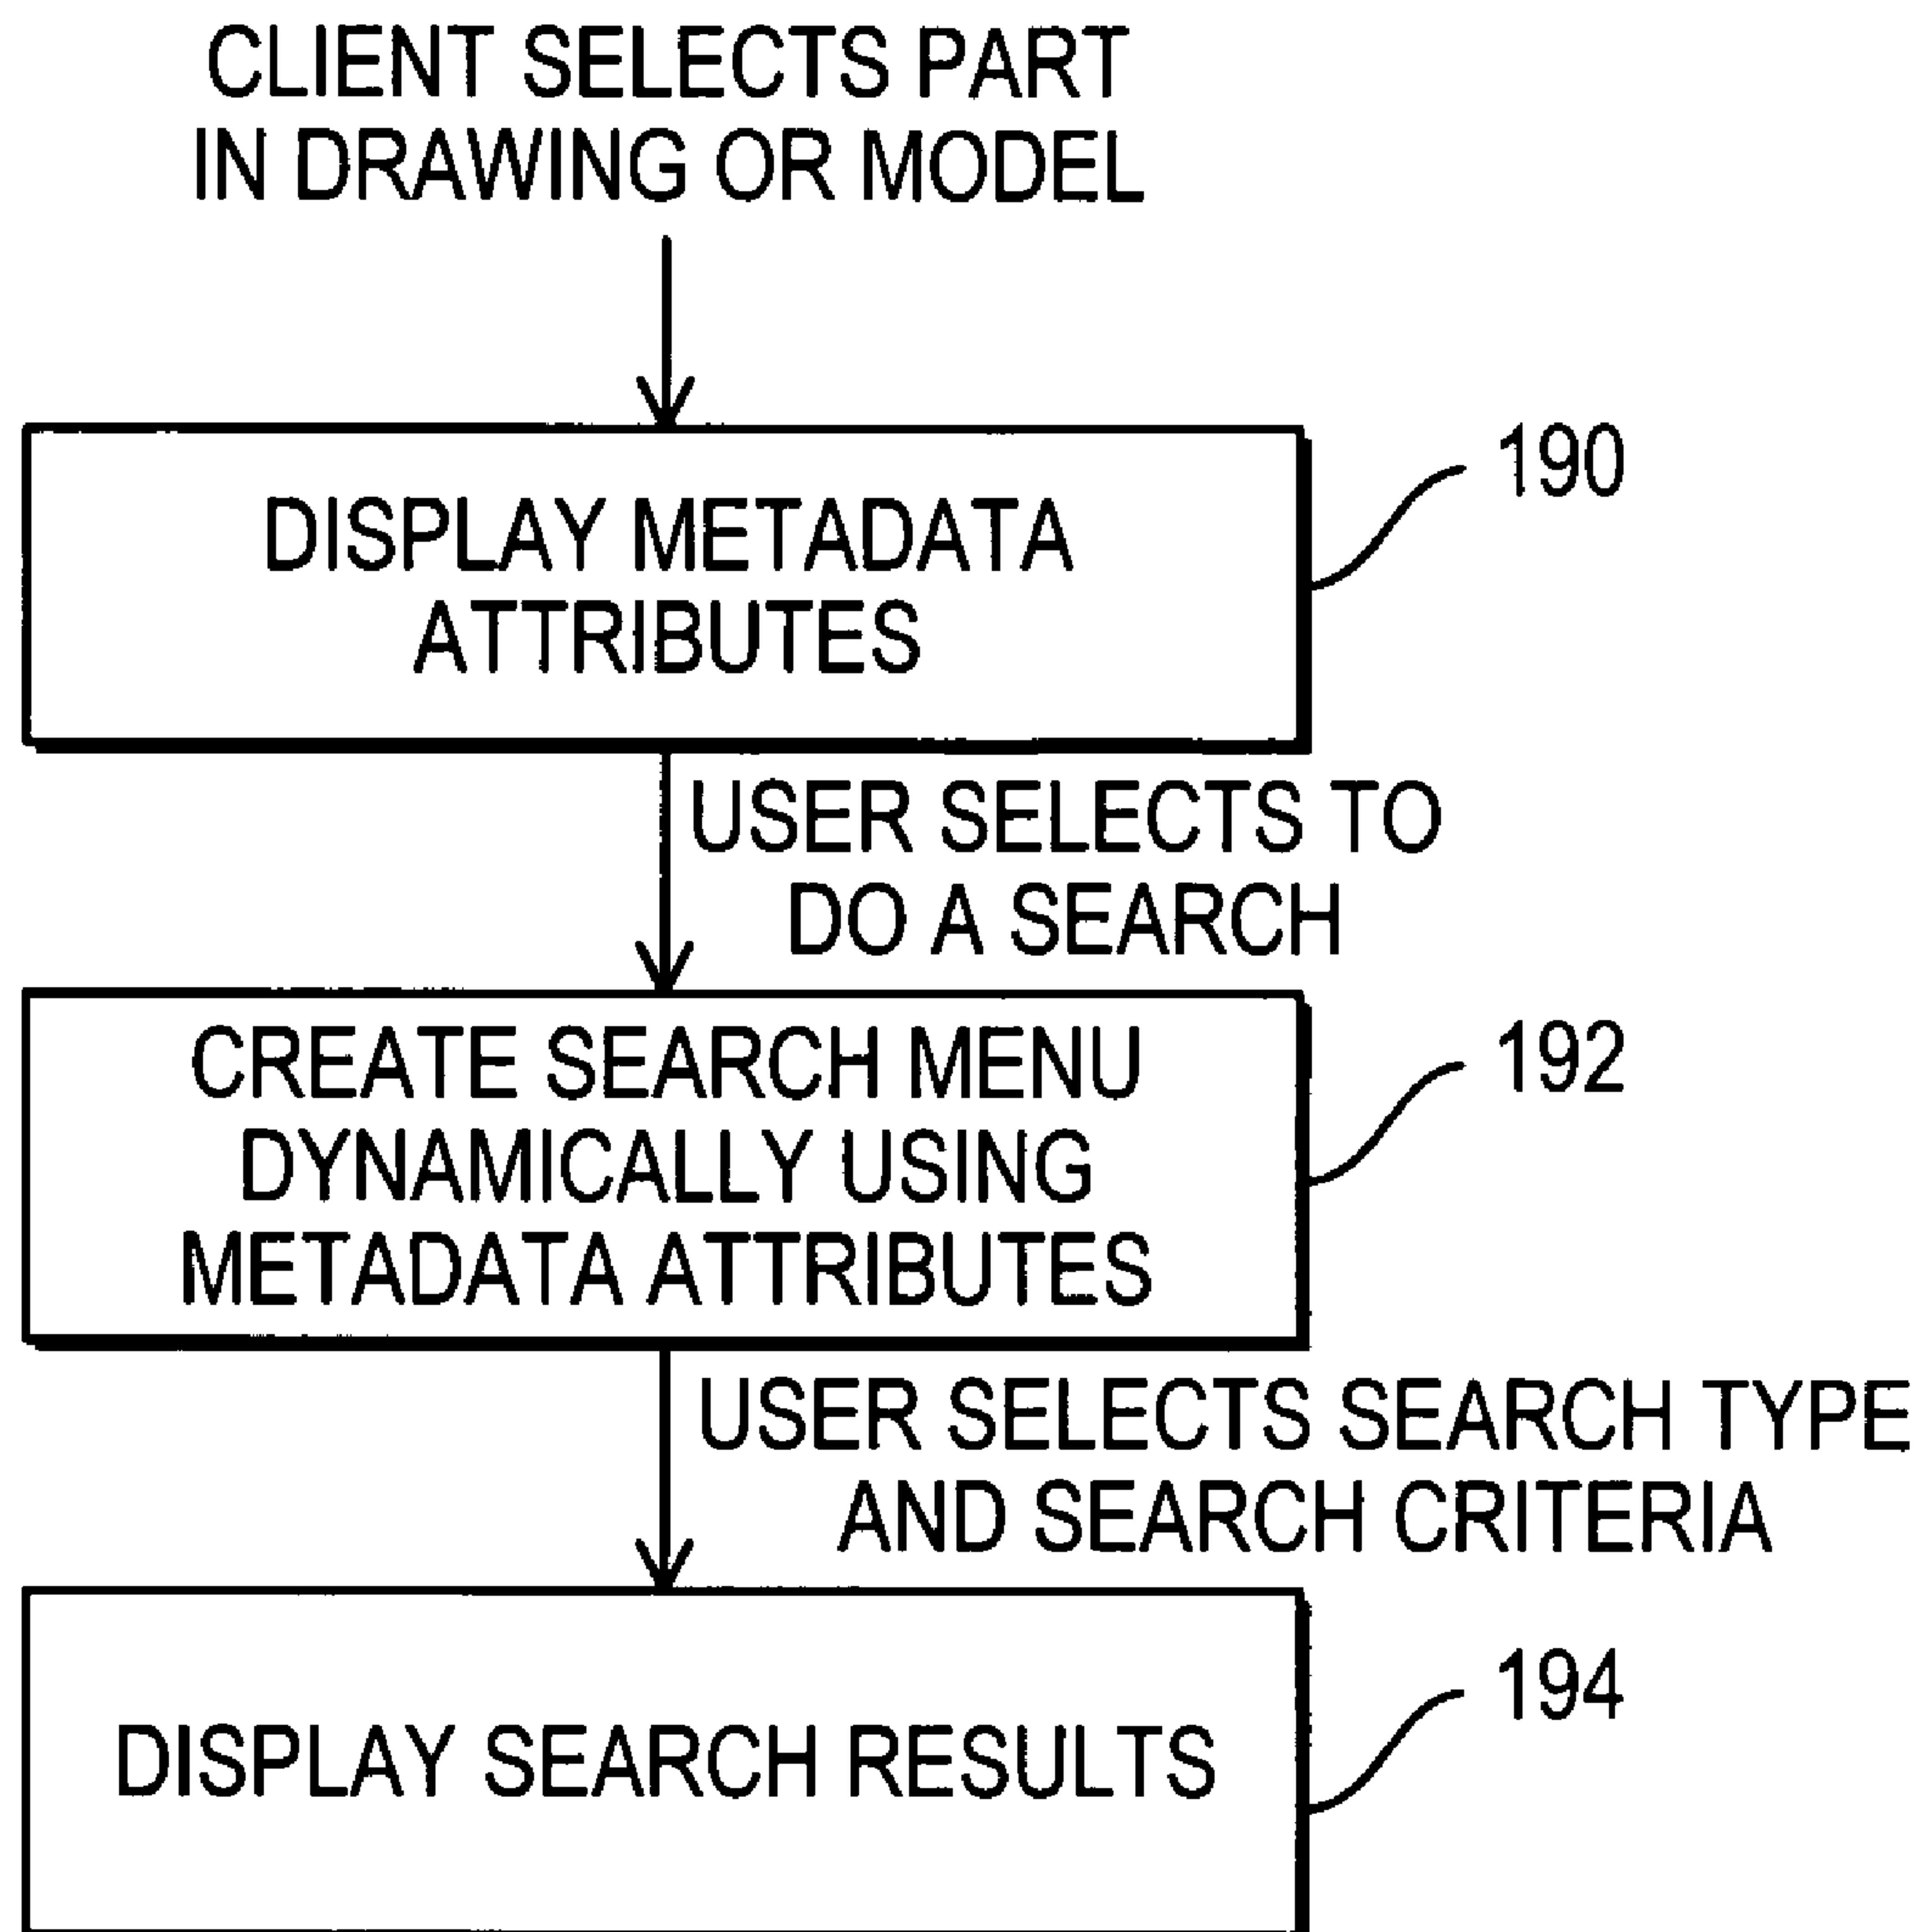 CLIENT SELECTS PART
IN DRAWING OR MODEL
190
DISPLAY METADATA
ATTRIBUTES
USER SELECTS TO
DO A SEARCH
192
CREATE SEARCH MENU
DYNAMICALLY USING
METADATA ATTRIBUTES
USER SELECTS SEARCH TYPE
AND SEARCH CRITERIA
194
DISPLAY SEARCH RESULTS